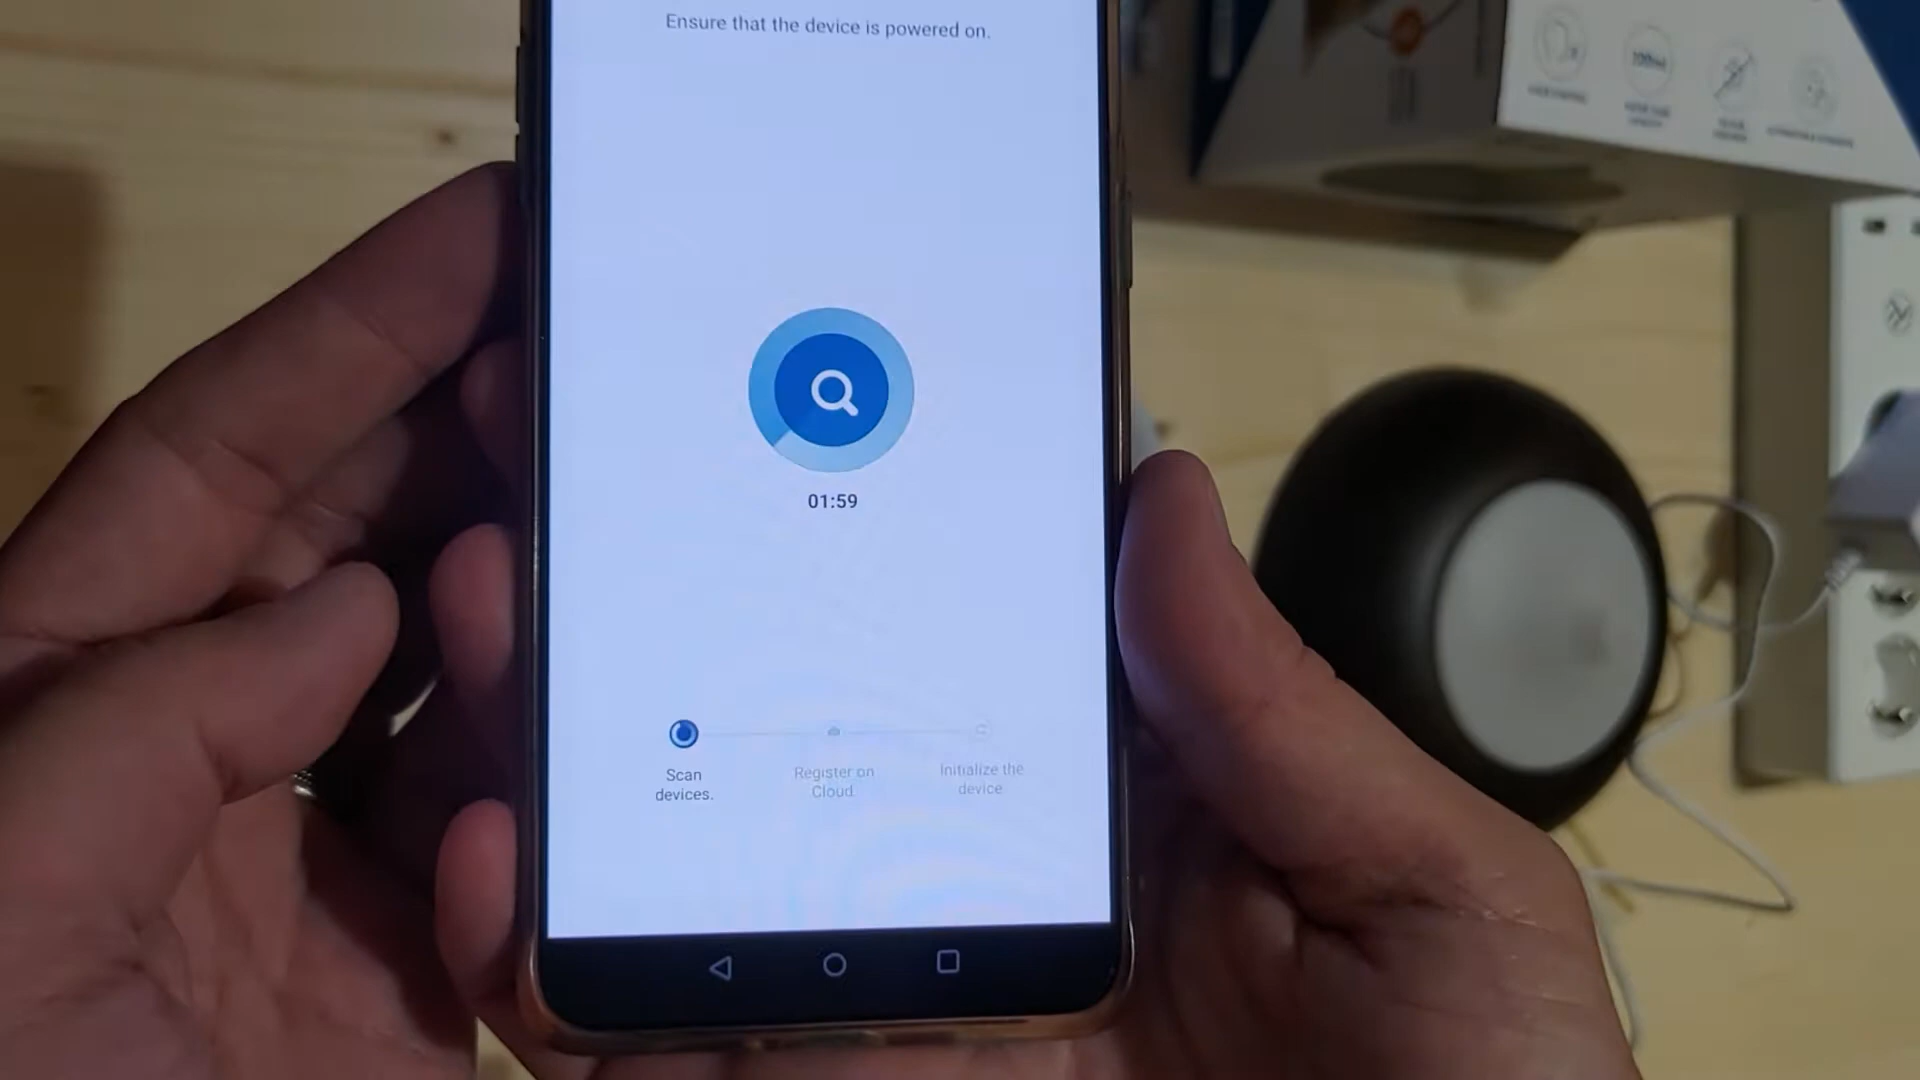 Ensure that the device is powered on.
01:59
Scan
devices.
Register on
Cloud
Initialize the
device